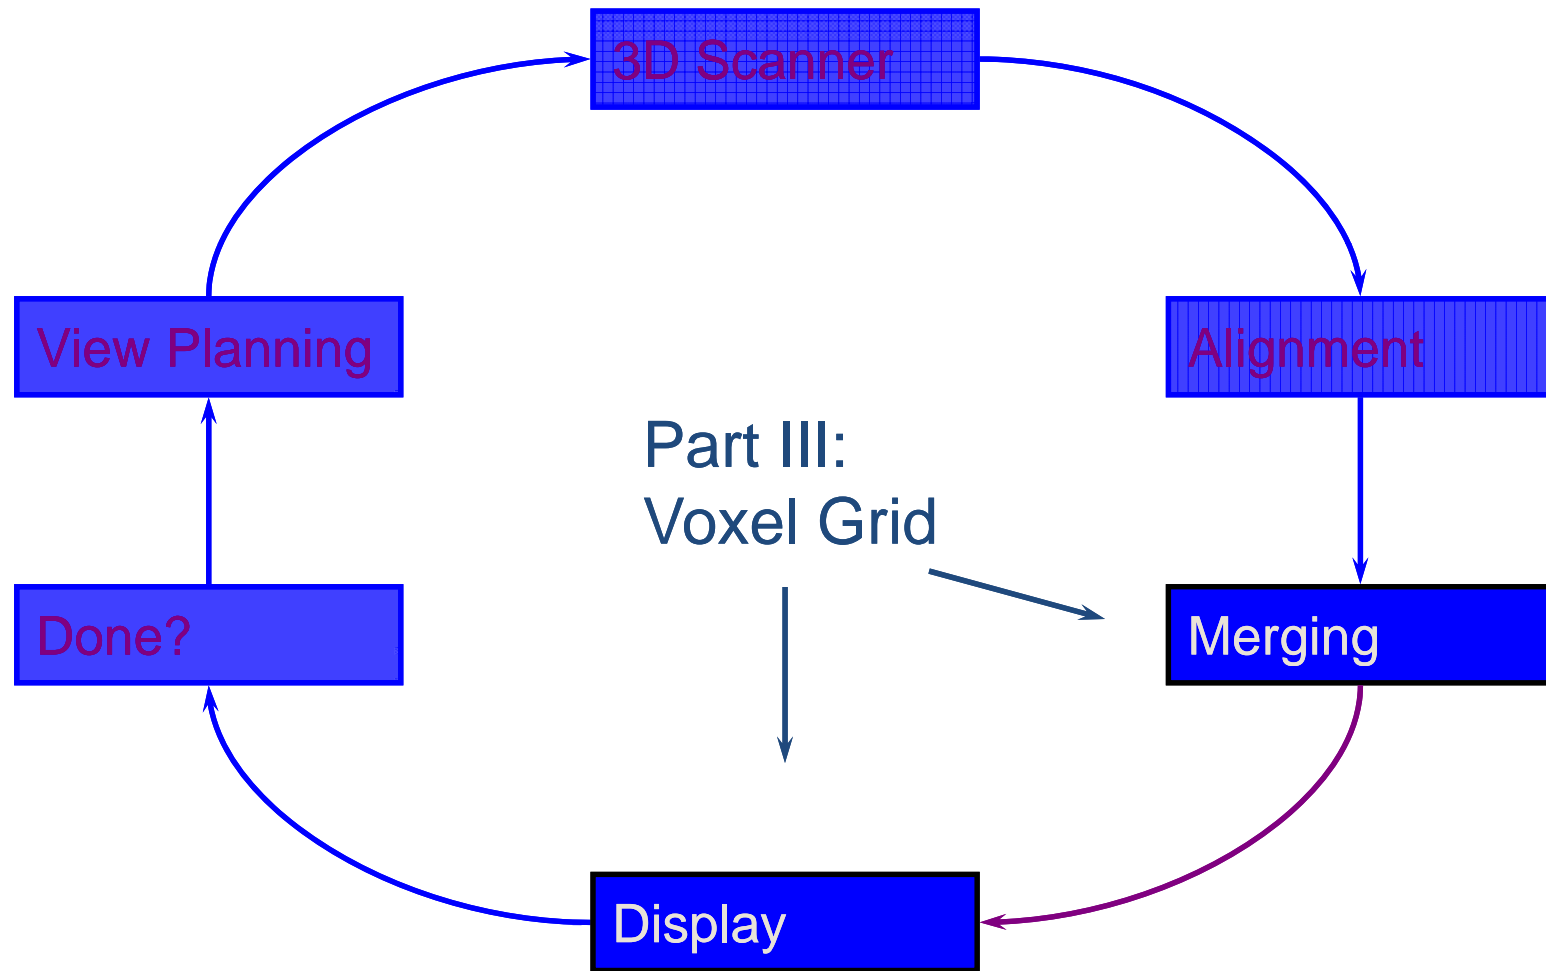 3D Scanner
View Planning
Alignment
Part III:
Voxel Grid
Done?
Merging
Display